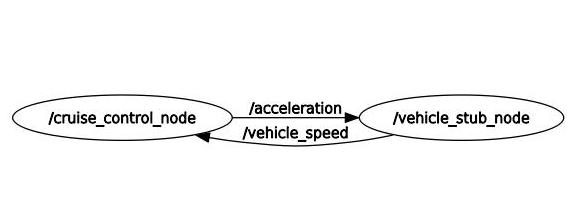 /acceleration
/cruise_control_node
/vehicle_stub_node
/vehicle_speed